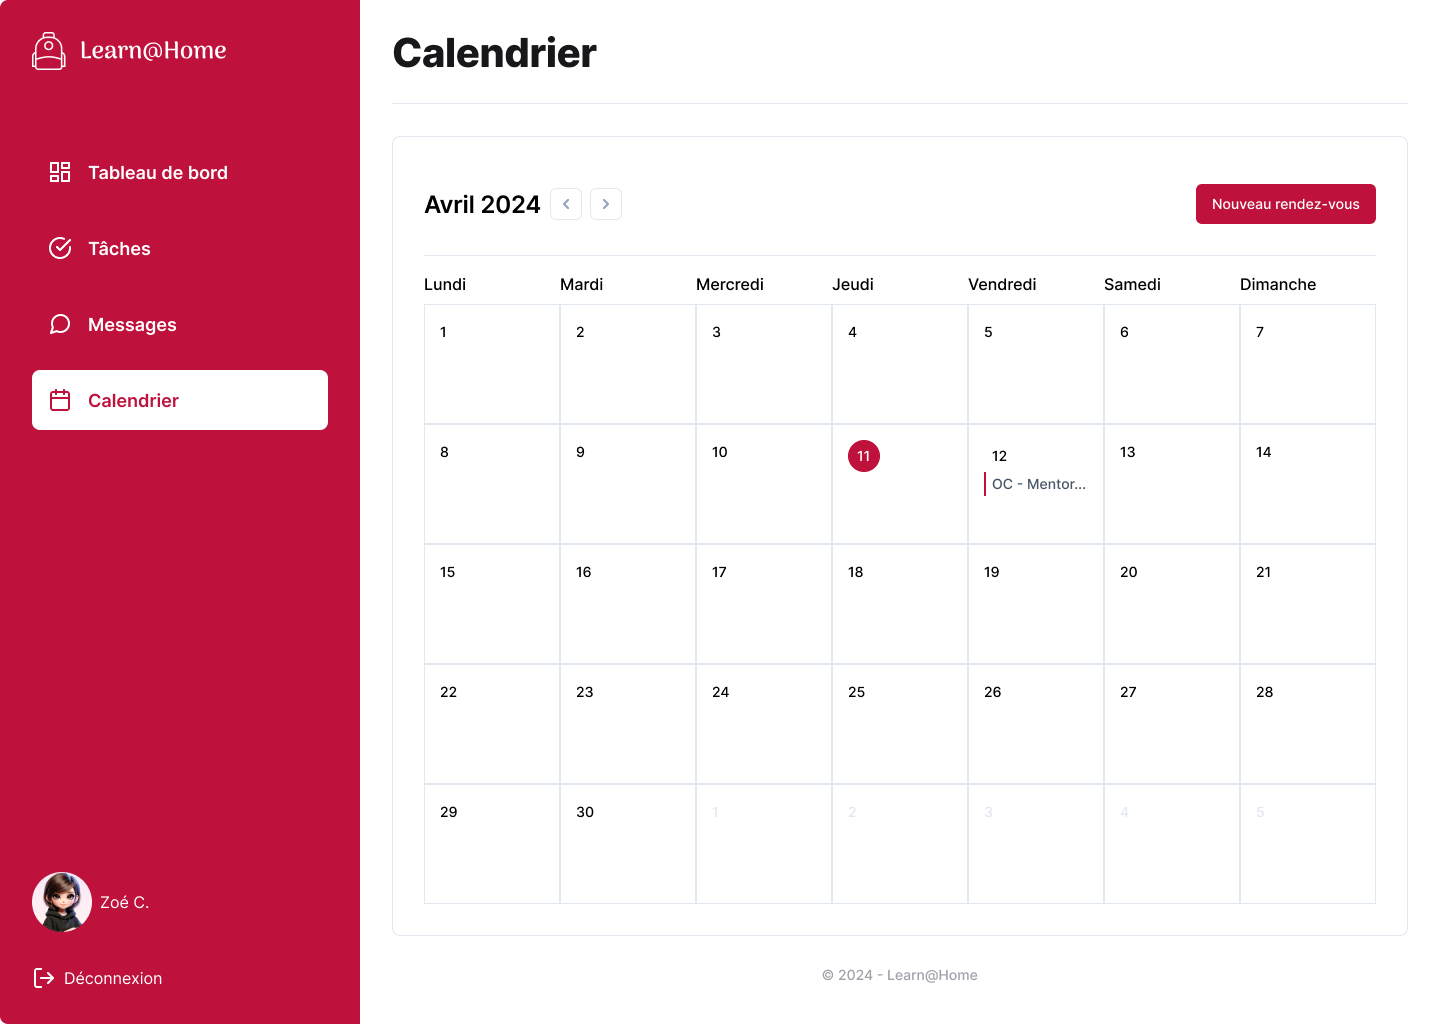 Learn@Home
Tableau de bord
Tâches
Messages
Calendrier
Zoé C.
Déconnexion
Calendrier
Avril 2024
Nouveau rendez-vous
Lundi Mardi Mercredi Jeudi Vendredi Samedi Dimanche
1 2 3 4 5 6 7
8 9 10 11 12 13 14
OC - Mentor...
15 16 17 18 19 20 21
22 23 24 25 26 27 28
29 30 1 2 3 4 5
© 2024 - Learn@Home